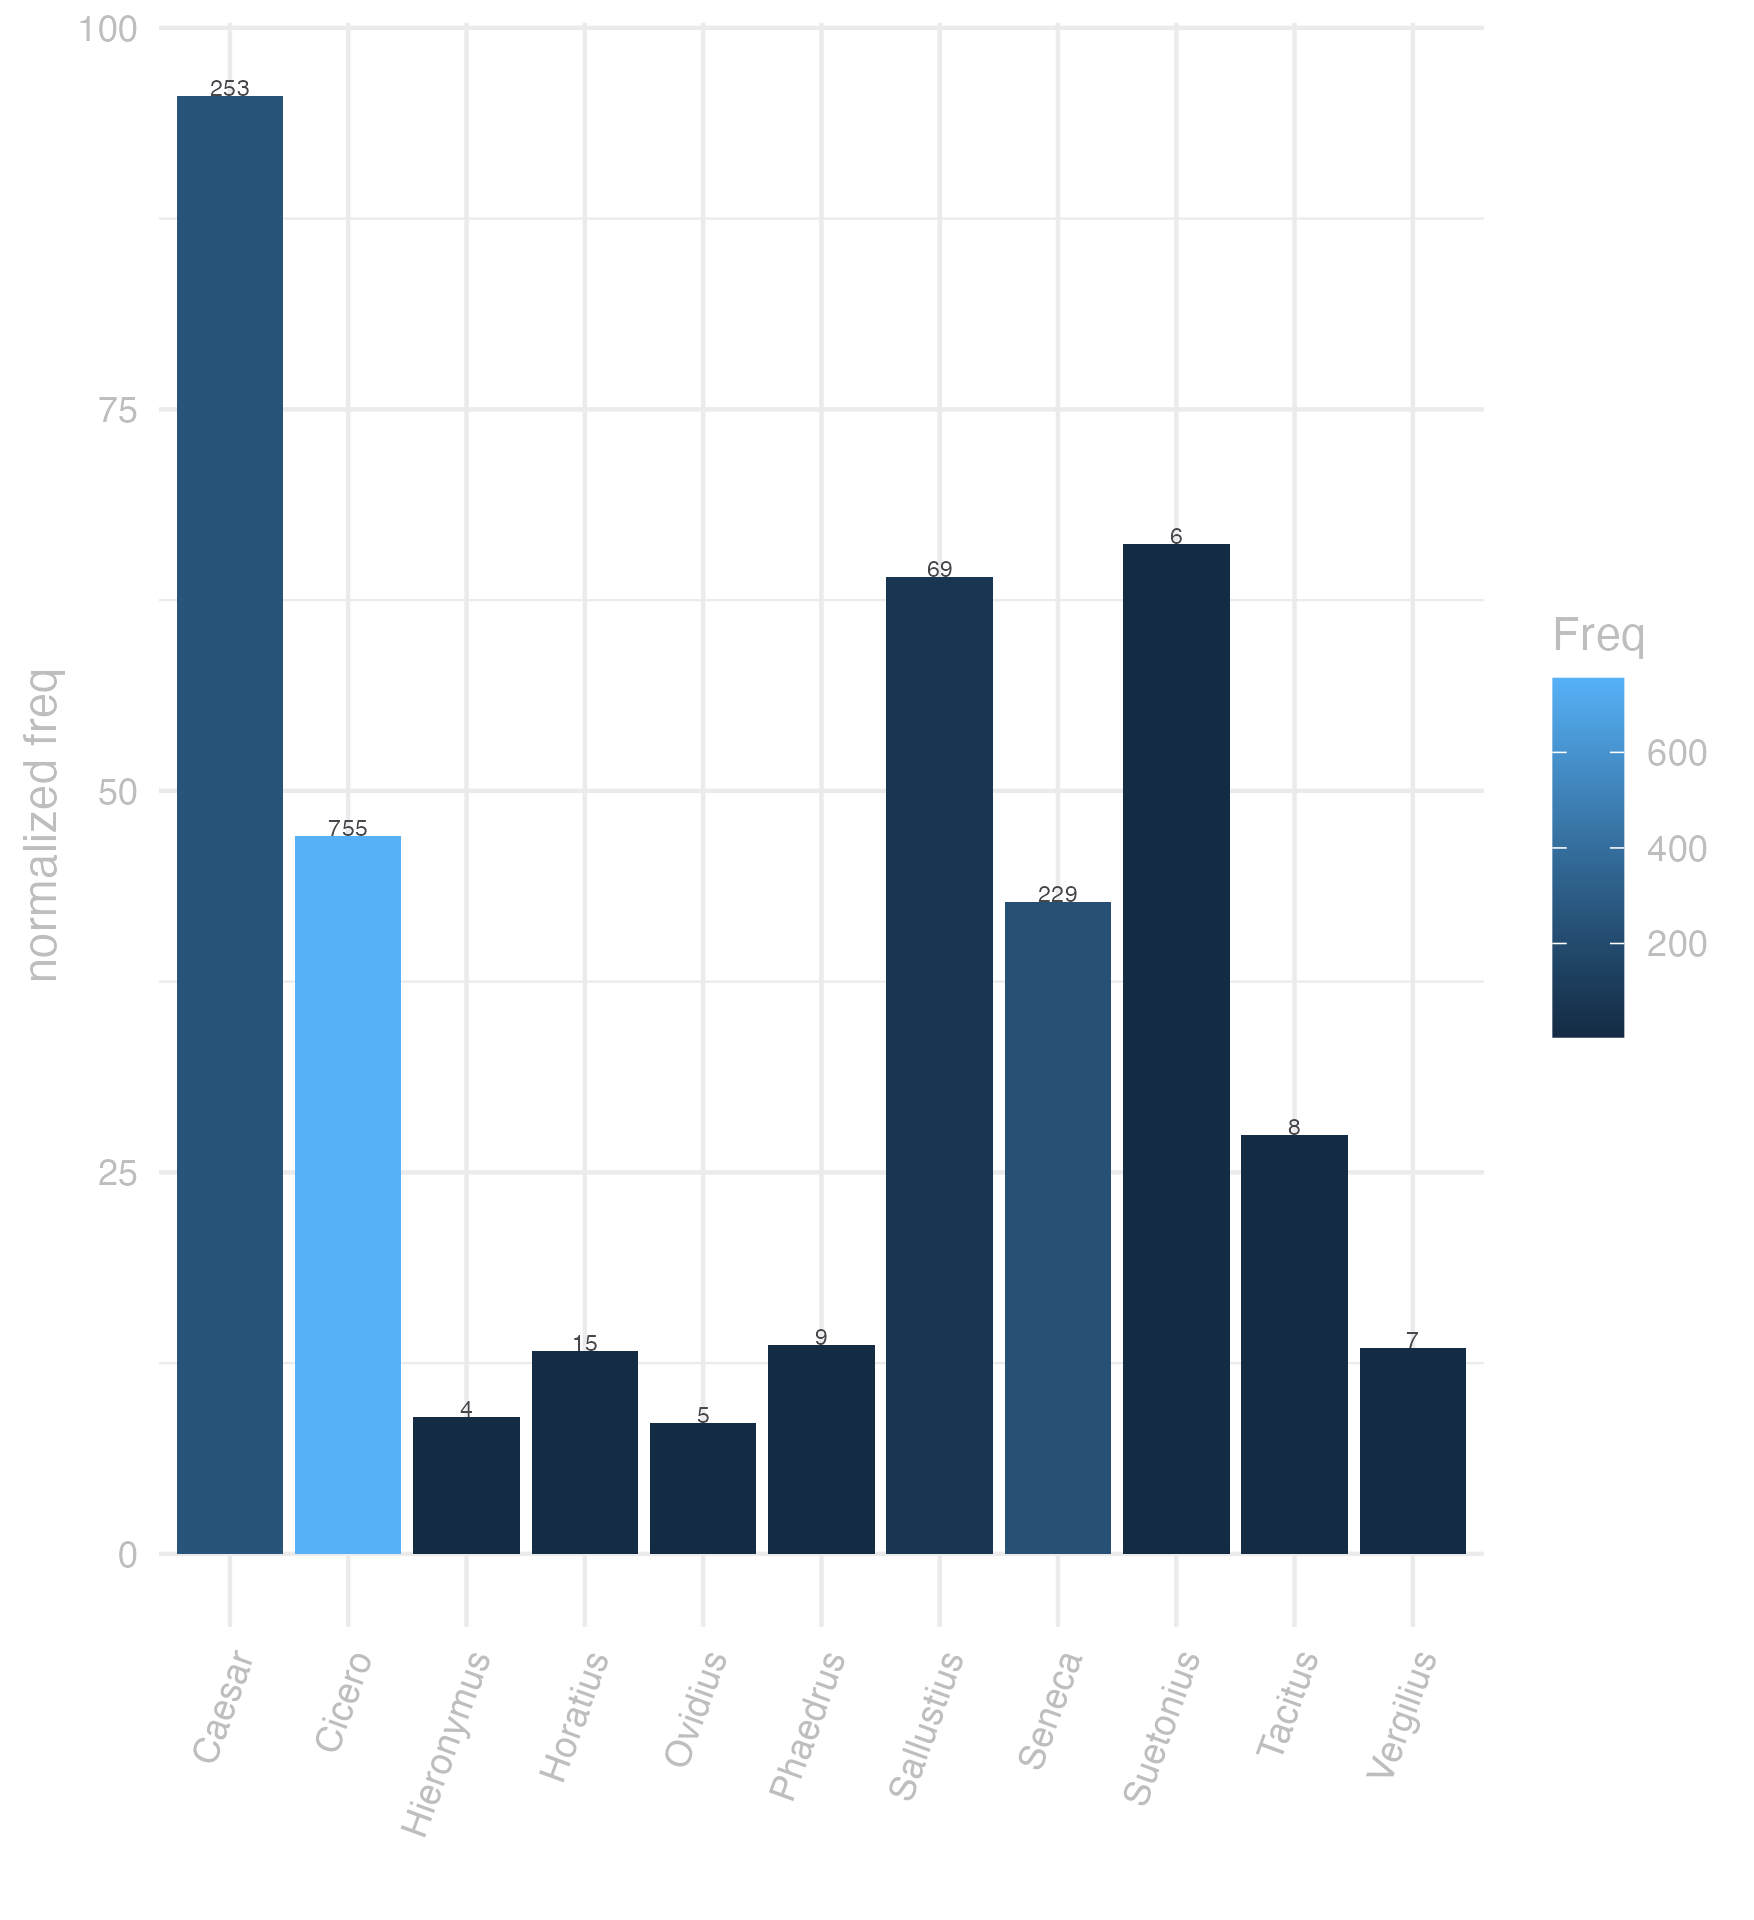 100
75
50
25
0
normalized freq
253
755
4
15
5
9
69
229
6
8
7
Caesar
Cicero
Hieronymus
Horatius
Ovidius
Phaedrus
Sallustius
Seneca
Suetonius
Tacitus
Vergilius
Freq
600
400
200